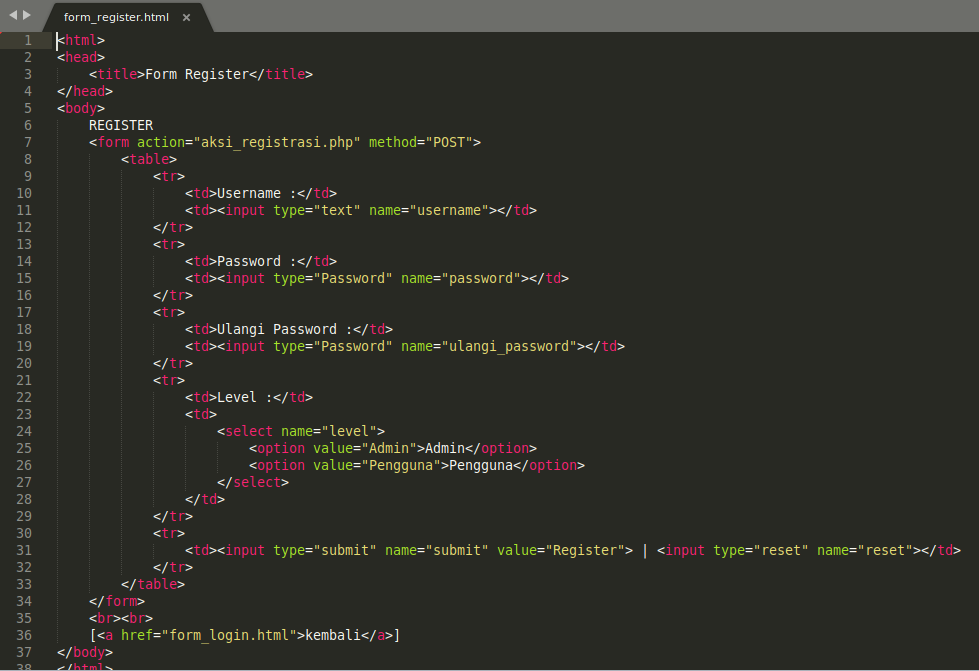 form_register.html ×
1 <html>
2 <head>
3 <title>Form Register</title>
4 </head>
5 <body>
6 REGISTER
7 <form action="aksi_registrasi.php" method="POST">
8 <table>
9 <tr>
10 <td>Username :</td>
11 <td><input type="text" name="username"></td>
12 </tr>
13 <tr>
14 <td>Password :</td>
15 <td><input type="Password" name="password"></td>
16 </tr>
17 <tr>
18 <td>Ulangi Password :</td>
19 <td><input type="Password" name="ulangi_password"></td>
20 </tr>
21 <tr>
22 <td>Level :</td>
23 <td>
24 <select name="level">
25 <option value="Admin">Admin</option>
26 <option value="Pengguna">Pengguna</option>
27 </select>
28 </td>
29 </tr>
30 <tr>
31 <td><input type="submit" name="submit" value="Register"> | <input type="reset" name="reset"></td>
32 </tr>
33 </table>
34 </form>
35 <br><br>
36 [<a href="form_login.html">kembali</a>]
37 </body>
38 </html>